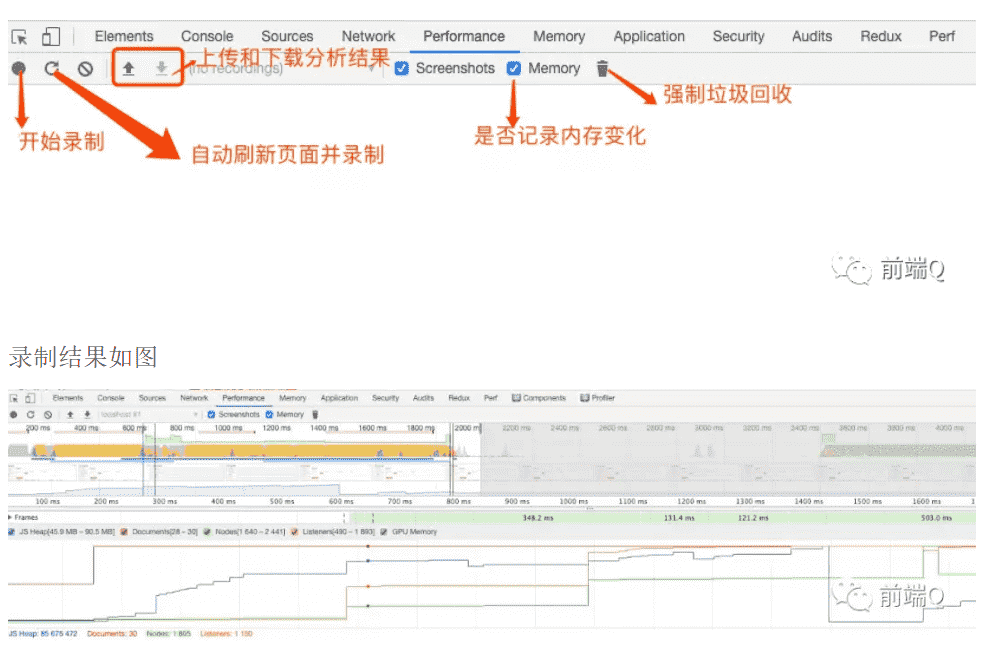 Elements Console Sources Network Performance Memory Application Security Audits Redux Perf
上传和下载分析结果
(no recordings) Screenshots Memory
强制垃圾回收
开始录制
是否记录内存变化
自动刷新页面并录制
前端Q
录制结果如图
Elements Console Sources Network Performance Memory Application Security Audits Redux Perf Components Profiler
localhost #1 Screenshots Memory
200 ms 400 ms 600 ms 800 ms 1000 ms 1200 ms 1400 ms 1600 ms 1800 ms 2000 ms 2200 ms 2400 ms 2600 ms 2800 ms 3000 ms 3200 ms 3400 ms 3600 ms 3800 ms 4000 ms
100 ms 200 ms 300 ms 400 ms 500 ms 600 ms 700 ms 800 ms 900 ms 1000 ms 1100 ms 1200 ms 1300 ms 1400 ms 1500 ms 1600 ms
Frames 348.2 ms 131.4 ms 121.2 ms 503.0 ms
JS Heap[45.9 MB – 90.5 MB] Documents[28 – 30] Nodes[1 640 – 2 441] Listeners[490 – 1 890] GPU Memory
前端Q
JS Heap: 85 675 472 Documents: 30 Nodes: 1 865 Listeners: 1 190